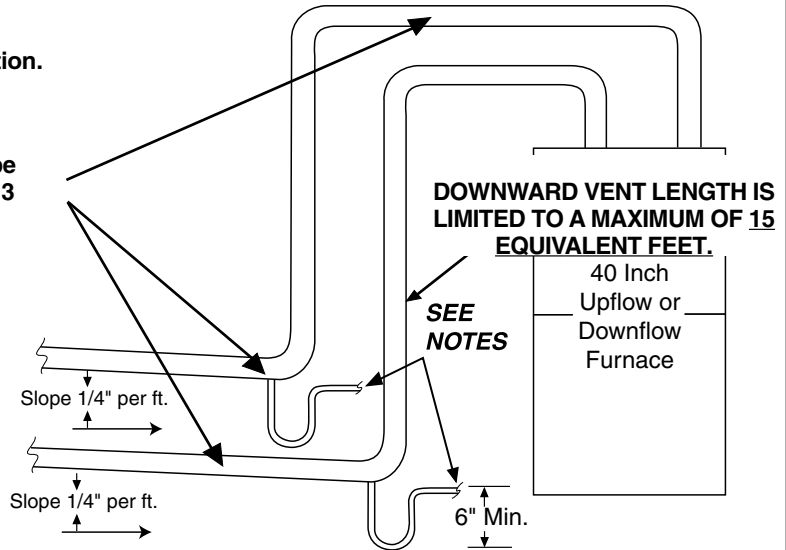 tion.
be
3
DOWNWARD VENT LENGTH IS
LIMITED TO A MAXIMUM OF 15
EQUIVALENT FEET.
40 Inch
Upflow or
Downflow
Furnace
SEE
NOTES
Slope 1/4" per ft.
Slope 1/4" per ft.
6" Min.